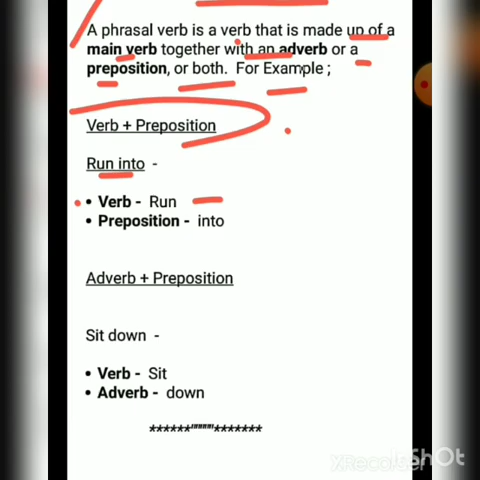 A phrasal verb is a verb that is made up of a
main verb together with an adverb or a
preposition, or both. For Example ;
Verb + Preposition
Run into -
• Verb - Run
• Preposition - into
Adverb + Preposition
Sit down -
• Verb - Sit
• Adverb - down
******"""""*******
XRecorder
InShOt